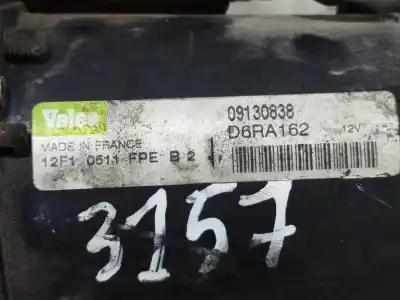 Valeo
09130838
D6RA162 12V
MADE IN FRANCE
12F1 0511 FPE B 2
3157